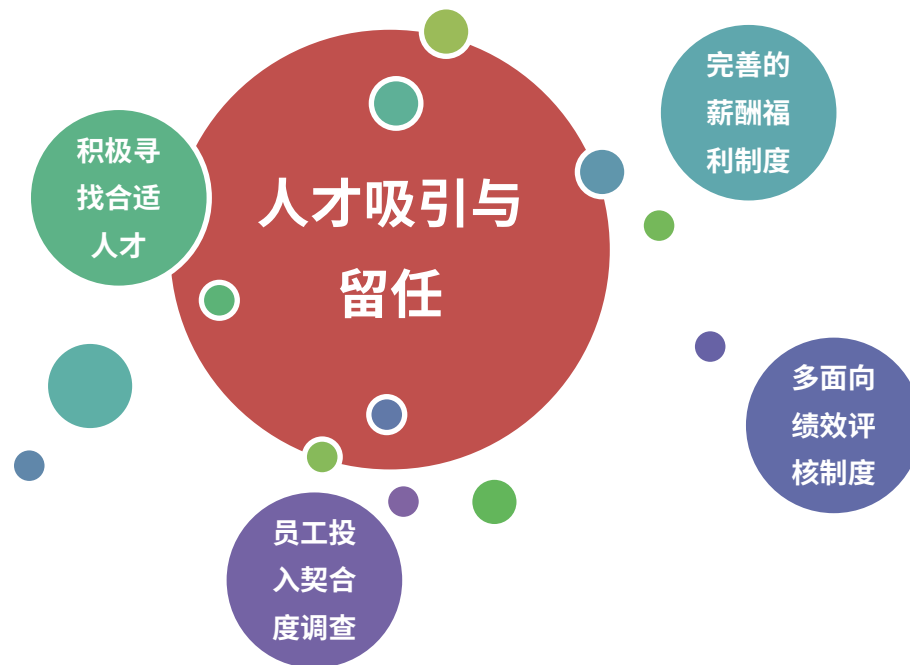 人才吸引与
留任
积极寻
找合适
人才
完善的
薪酬福
利制度
多面向
绩效评
核制度
员工投
入契合
度调查